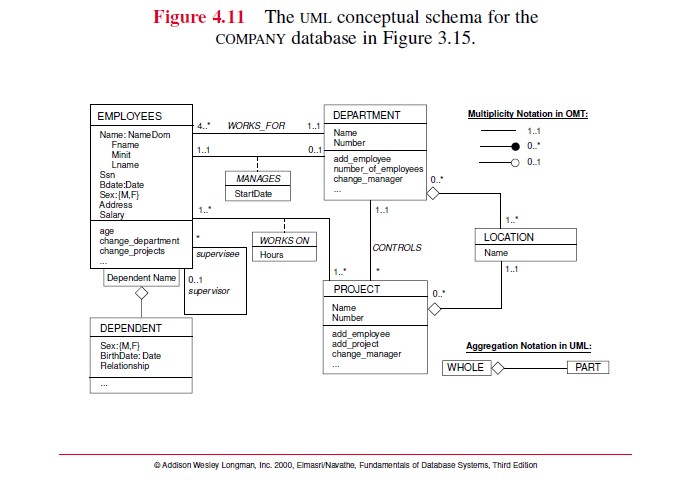 Figure 4.11 The UML conceptual schema for the
COMPANY database in Figure 3.15.
EMPLOYEES
Name: NameDom
Fname
Minit
Lname
Ssn
Bdate:Date
Sex:{M,F}
Address
Salary
age
change_department
change_projects
...
Dependent Name
DEPENDENT
Sex:{M,F}
BirthDate: Date
Relationship
...
4..* WORKS_FOR 1..1
1..1 0..1
MANAGES
StartDate
1..*
WORKS ON
Hours
*
supervisee
0..1
supervisor
1..*
*
DEPARTMENT
Name
Number
add_employee
number_of_employees
change_manager
...
0..*
1..1
CONTROLS
PROJECT
Name
Number
add_employee
add_project
change_manager
...
0..*
Multiplicity Notation in OMT:
1..1
0..*
0..1
1..*
LOCATION
Name
1..1
Aggregation Notation in UML:
WHOLE PART
© Addison Wesley Longman, Inc. 2000, Elmasri/Navathe, Fundamentals of Database Systems, Third Edition